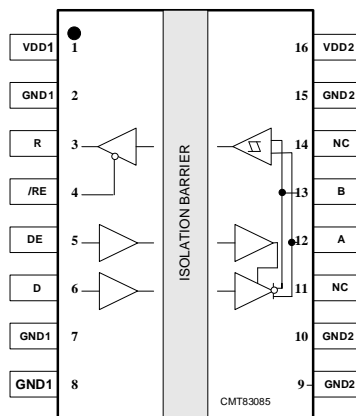 VDD1 1 16 VDD2
GND1 2 15 GND2
R 3 14 NC
/RE 4 13 B
DE 5 12 A
D 6 11 NC
GND1 7 10 GND2
GND1 8 9 GND2
ISOLATION BARRIER
CMT83085